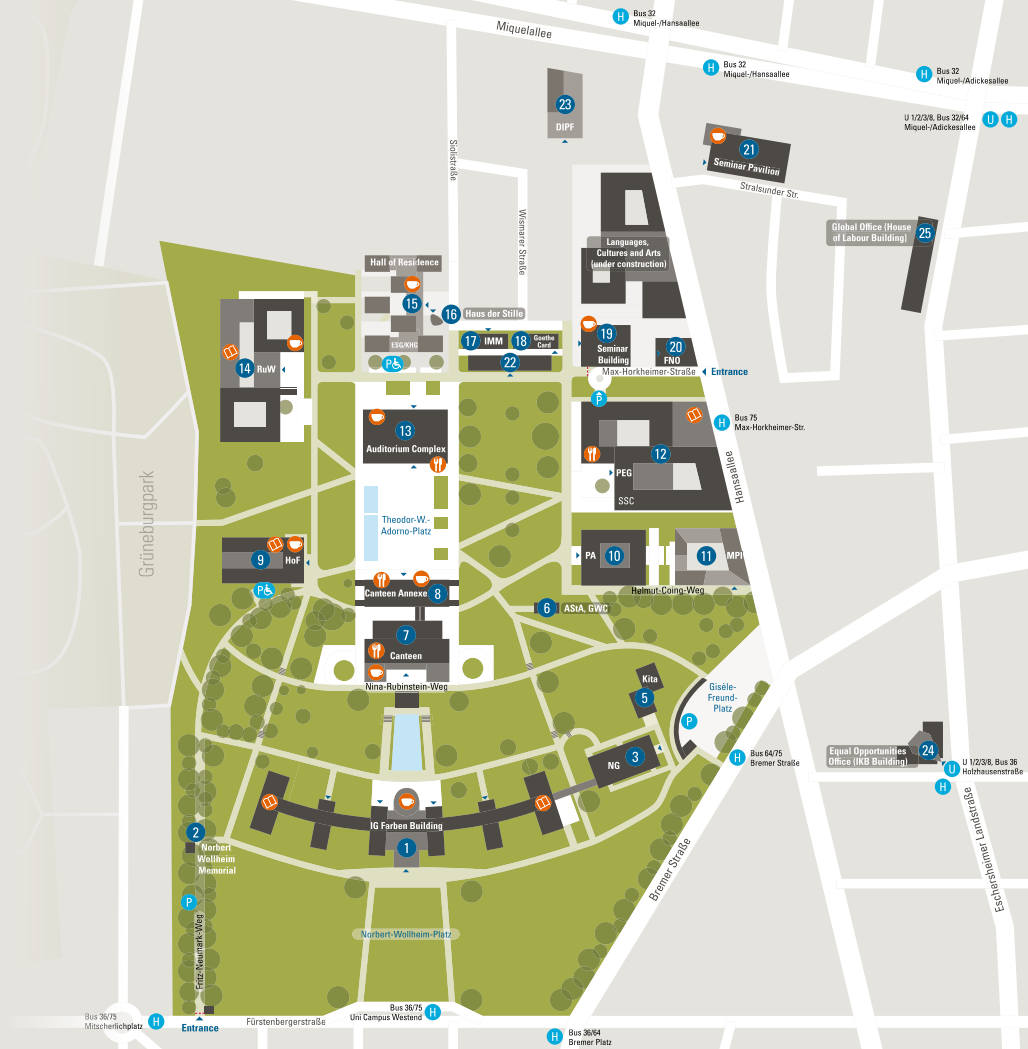 H
Bus 32
Miquel-/Hansaallee
Miquelallee
H
Bus 32
Miquel-/Hansaallee
H
Bus 32
Miquel-/Adickesallee
U 1/2/3/8, Bus 32/64
Miquel-/Adickesallee
U
H
23
DIPF
21
Seminar Pavilion
Stralsunder Str.
Siolistraße
Wismarer Straße
Global Office (House
of Labour Building)
25
Languages,
Cultures and Arts
(under construction)
Hall of Residence
15
16
Haus der Stille
ESG/KHG
P
17
IMM
18
Goethe
Card
22
19
Seminar
Building
20
FNO
Max-Horkheimer-Straße
Entrance
P
14
RuW
13
Auditorium Complex
H
Bus 75
Max-Horkheimer-Str.
12
PEG
SSC
Hansaallee
Grüneburgpark
Theodor-W.-
Adorno-Platz
9
HoF
P
PA
10
11
MPI
Helmut-Coing-Weg
Canteen Annexe
8
6
AStA, GWC
7
Canteen
Nina-Rubinstein-Weg
Kita
5
Gisèle-
Freund-
Platz
P
NG
3
H
Bus 64/75
Bremer Straße
Equal Opportunities
Office (IKB Building)
24
U
U 1/2/3/8, Bus 36
Holzhausenstraße
H
Eschersheimer Landstraße
IG Farben Building
1
2
Norbert
Wollheim
Memorial
P
Fritz-Neumark-Weg
Bremer Straße
Norbert-Wollheim-Platz
Bus 36/75
Mitscherlichplatz
H
Entrance
Fürstenbergerstraße
Bus 36/75
Uni Campus Westend
H
H
Bus 36/64
Bremer Platz